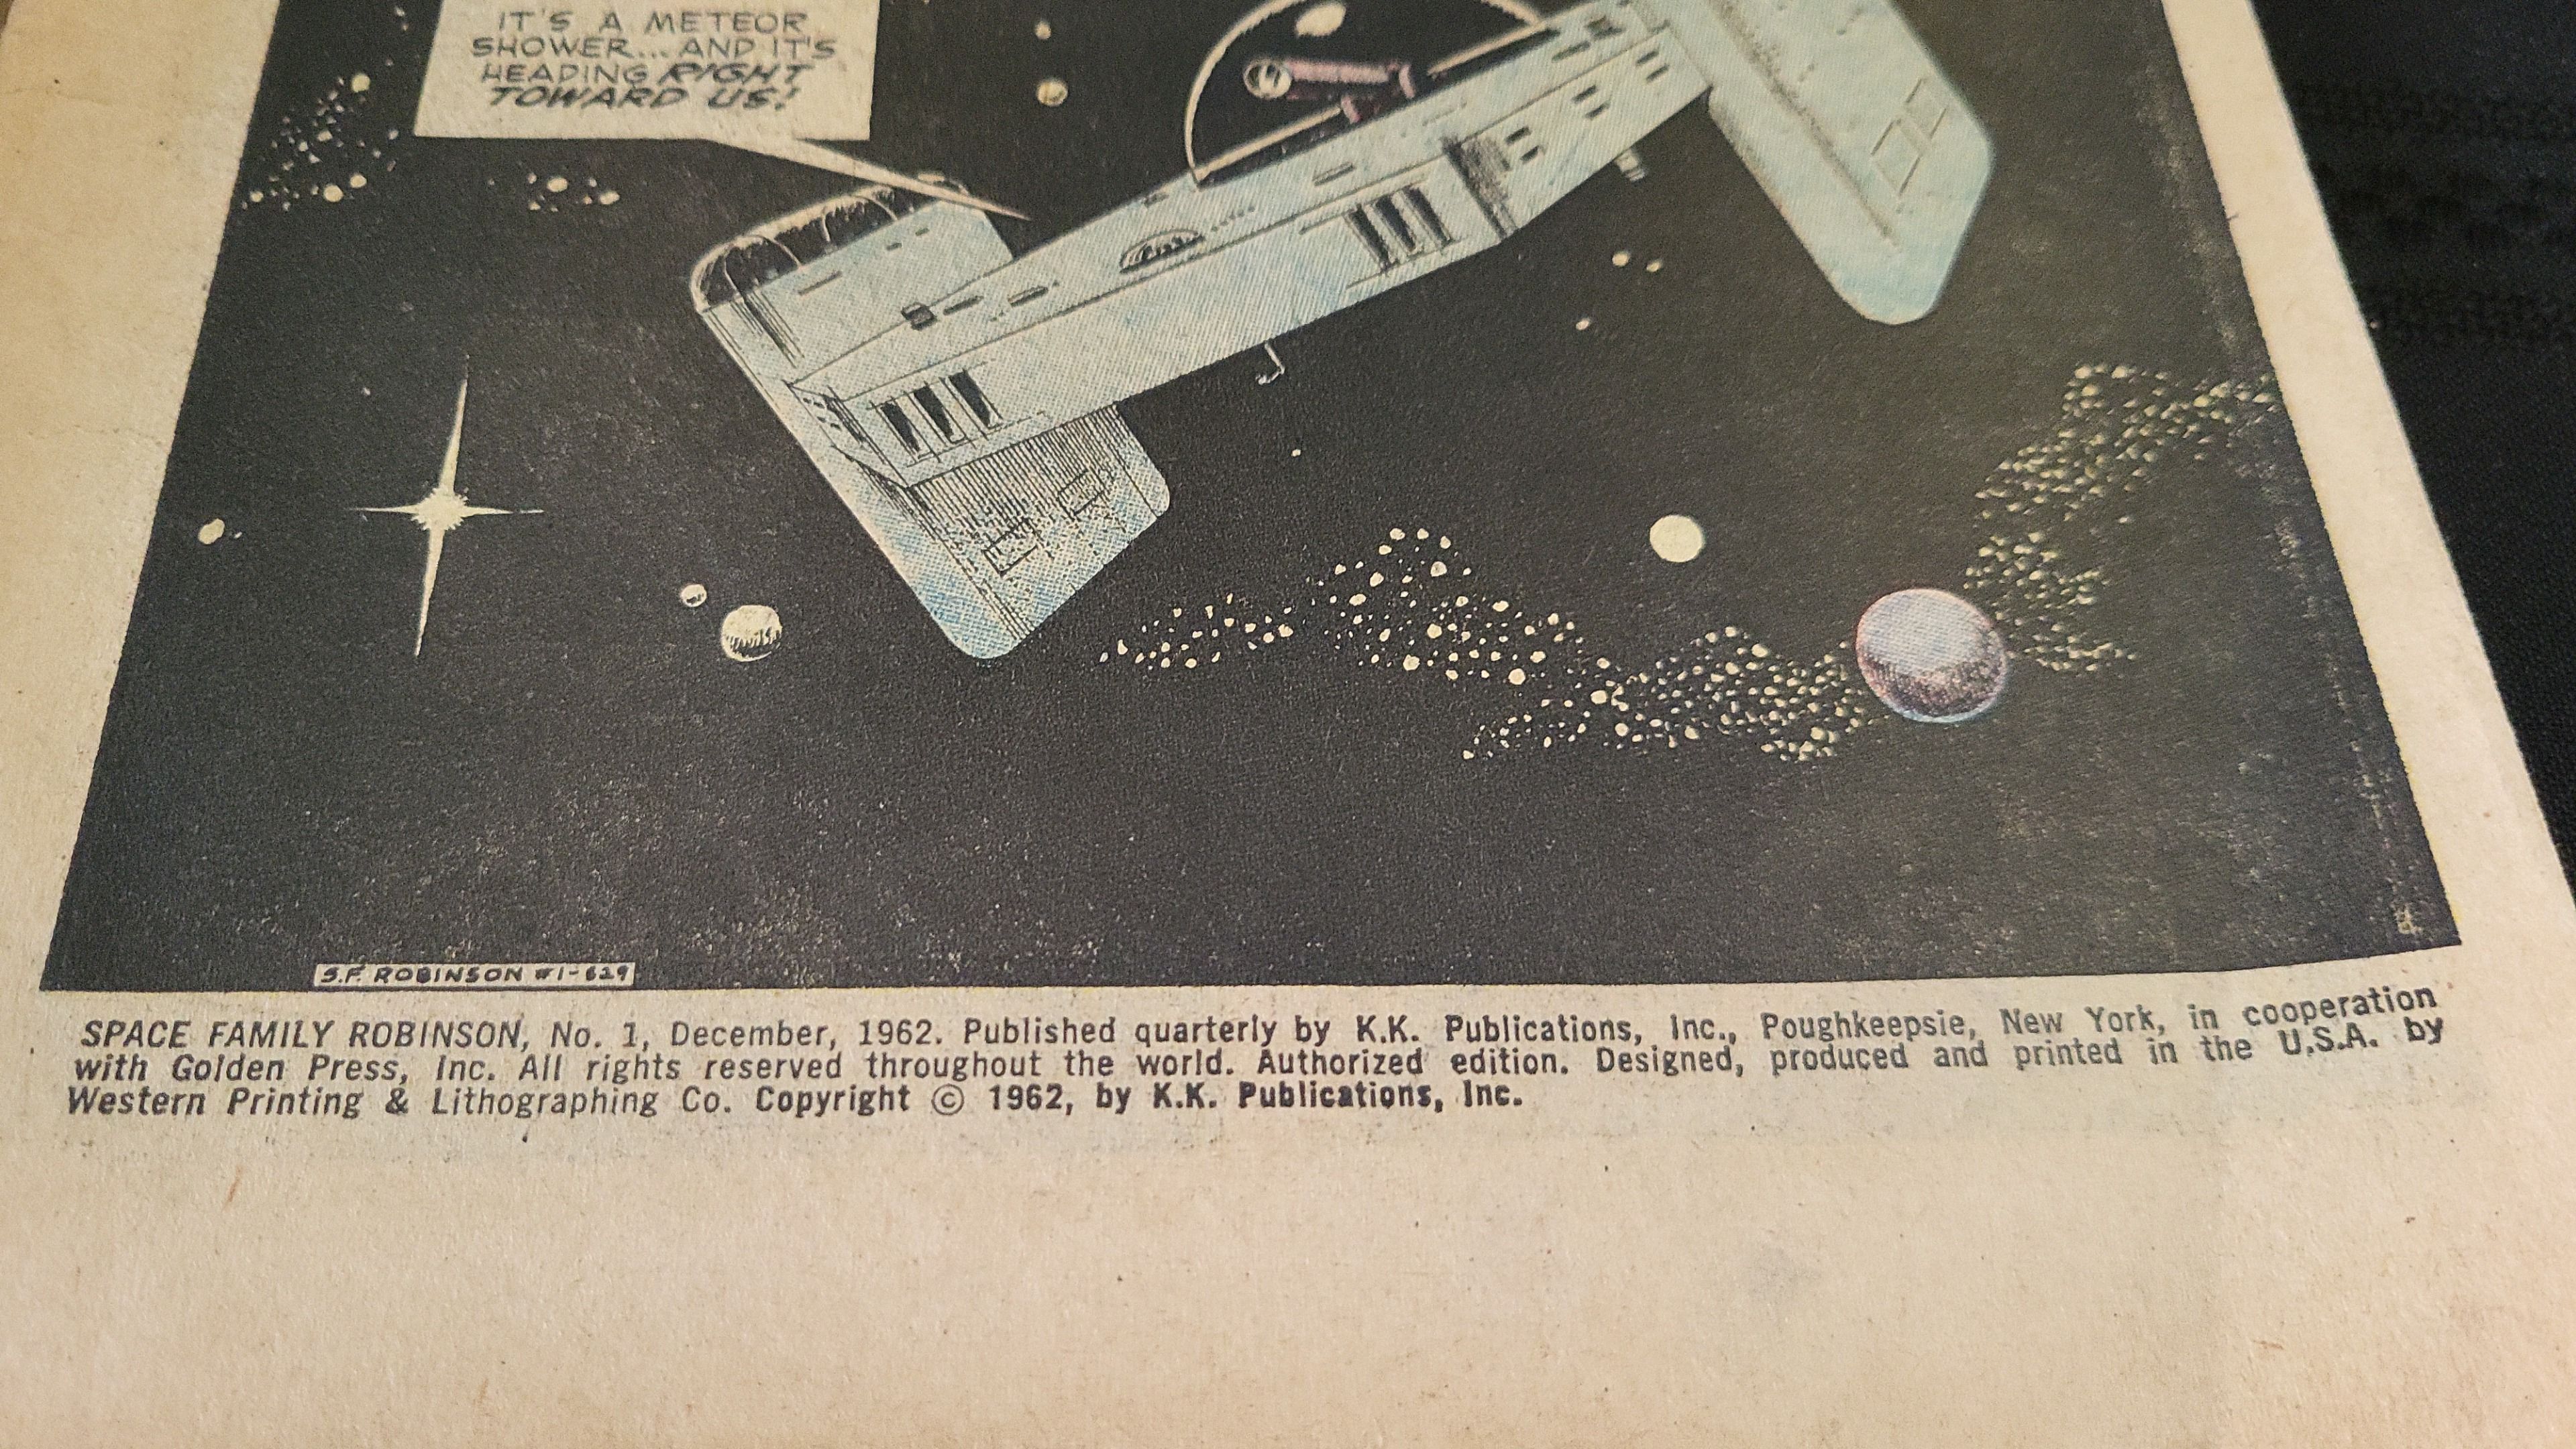 IT'S A METEOR
SHOWER... AND IT'S
HEADING RIGHT
TOWARD US!
S.F. ROBINSON #1-629
SPACE FAMILY ROBINSON, No. 1, December, 1962. Published quarterly by K.K. Publications, Inc., Poughkeepsie, New York, in cooperation
with Golden Press, Inc. All rights reserved throughout the world. Authorized edition. Designed, produced and printed in the U.S.A. by
Western Printing & Lithographing Co. Copyright © 1962, by K.K. Publications, Inc.